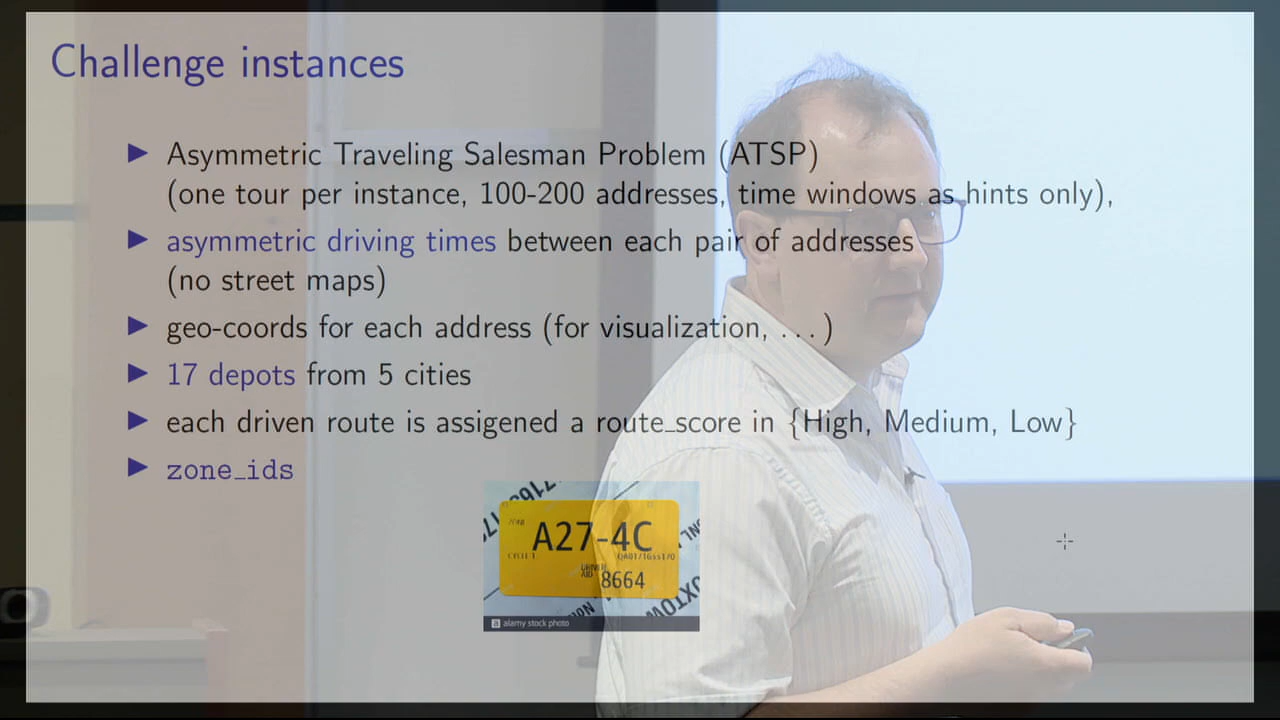 Challenge instances
Asymmetric Traveling Salesman Problem (ATSP)
(one tour per instance, 100-200 addresses, time windows as hints only),
asymmetric driving times between each pair of addresses
(no street maps)
geo-coords for each address (for visualization, ...)
17 depots from 5 cities
each driven route is assigened a route_score in {High, Medium, Low}
zone_ids
A27-4C
CYCLE 1
8664
a alamy stock photo